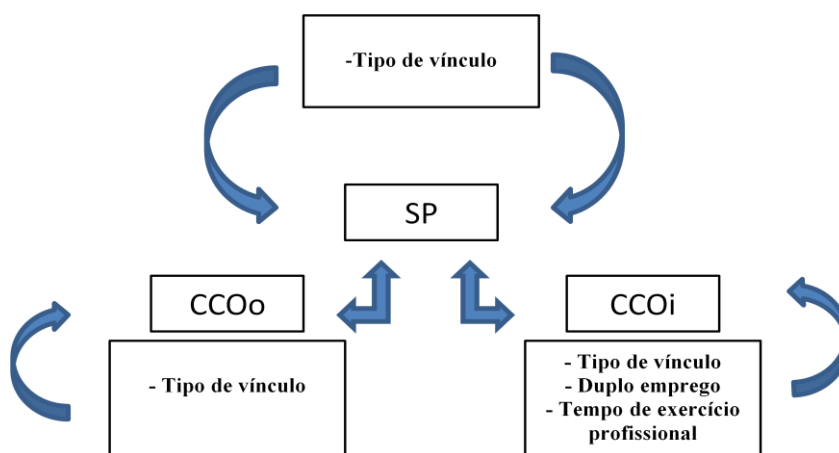 -Tipo de vínculo
SP
CCOo
CCOi
- Tipo de vínculo
- Tipo de vínculo
- Duplo emprego
- Tempo de exercício
profissional